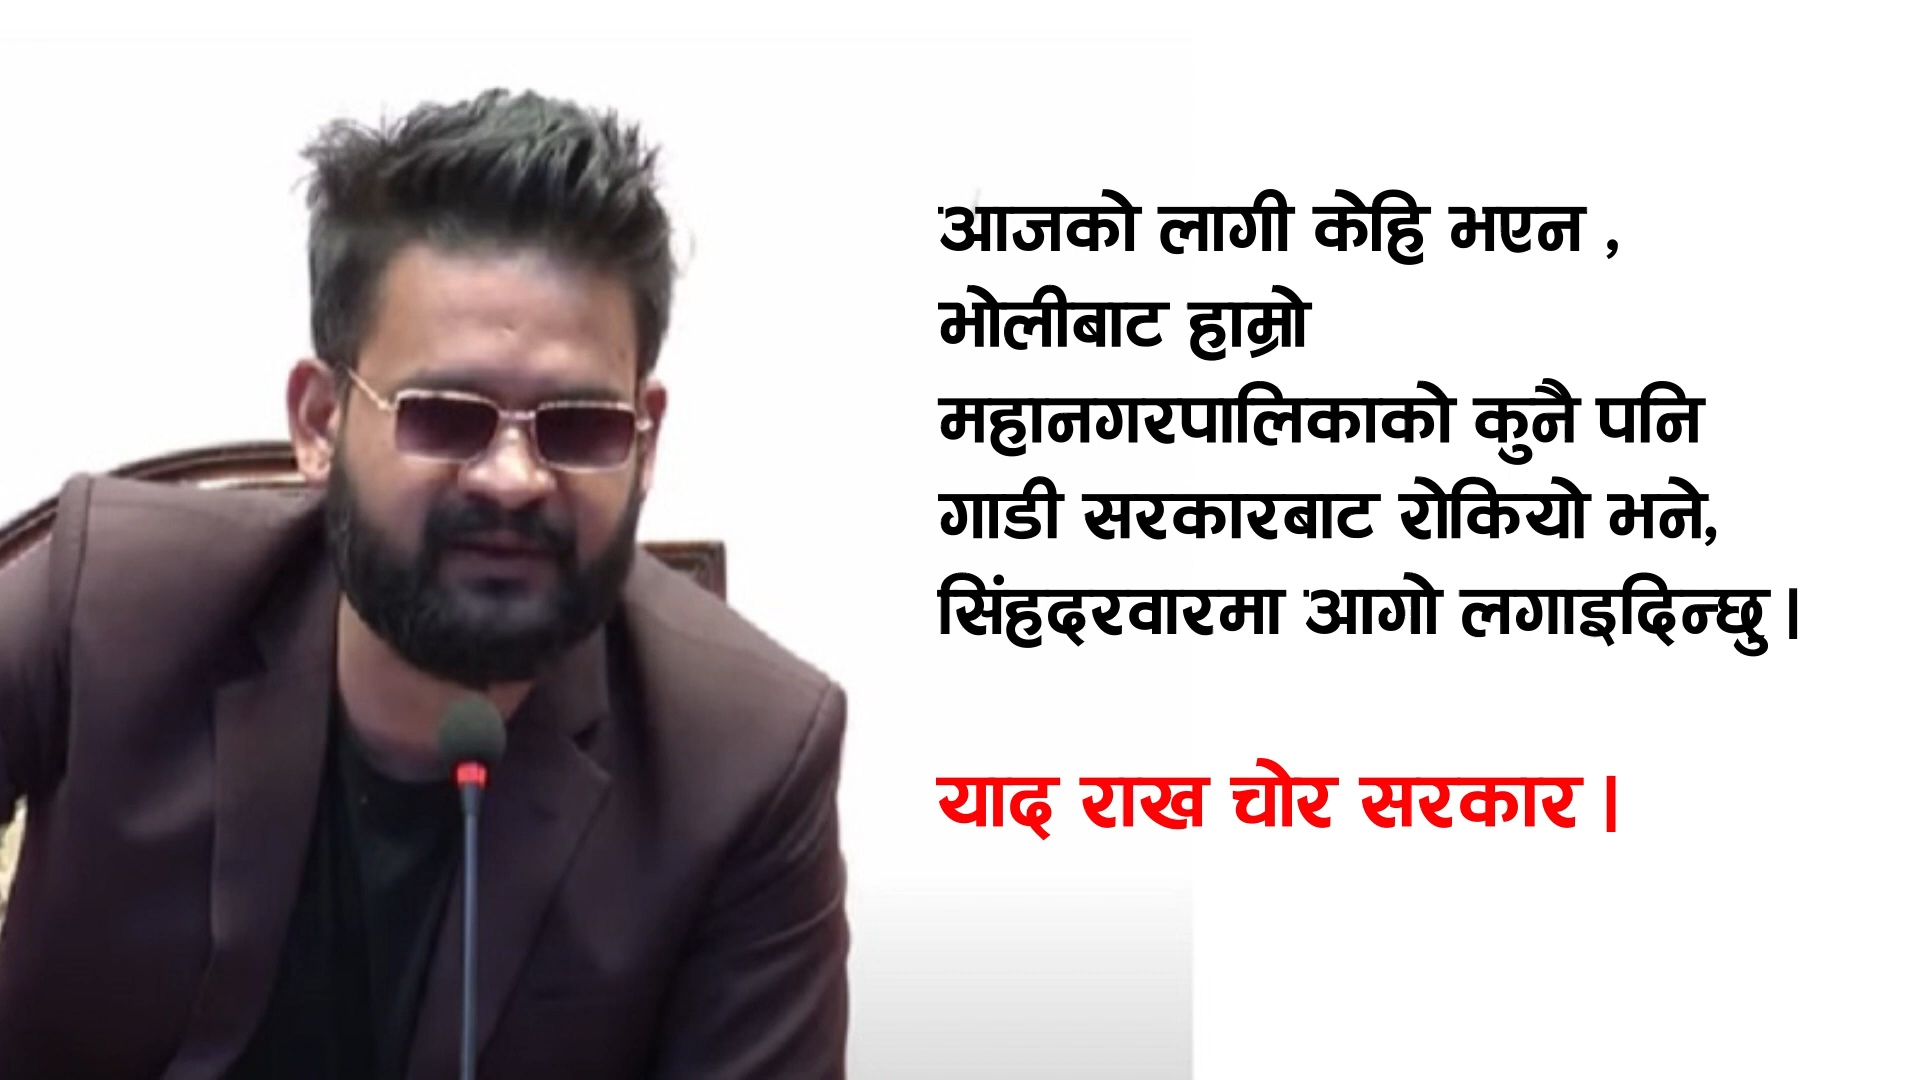 आजको लागी केहि भएन ,
भोलीबाट हाम्रो
महानगरपालिकाको कुनै पनि
गाडी सरकारबाट रोकियो भने,
सिंहदरवारमा आगो लगाइदिन्छु |
याद राख चोर सरकार |